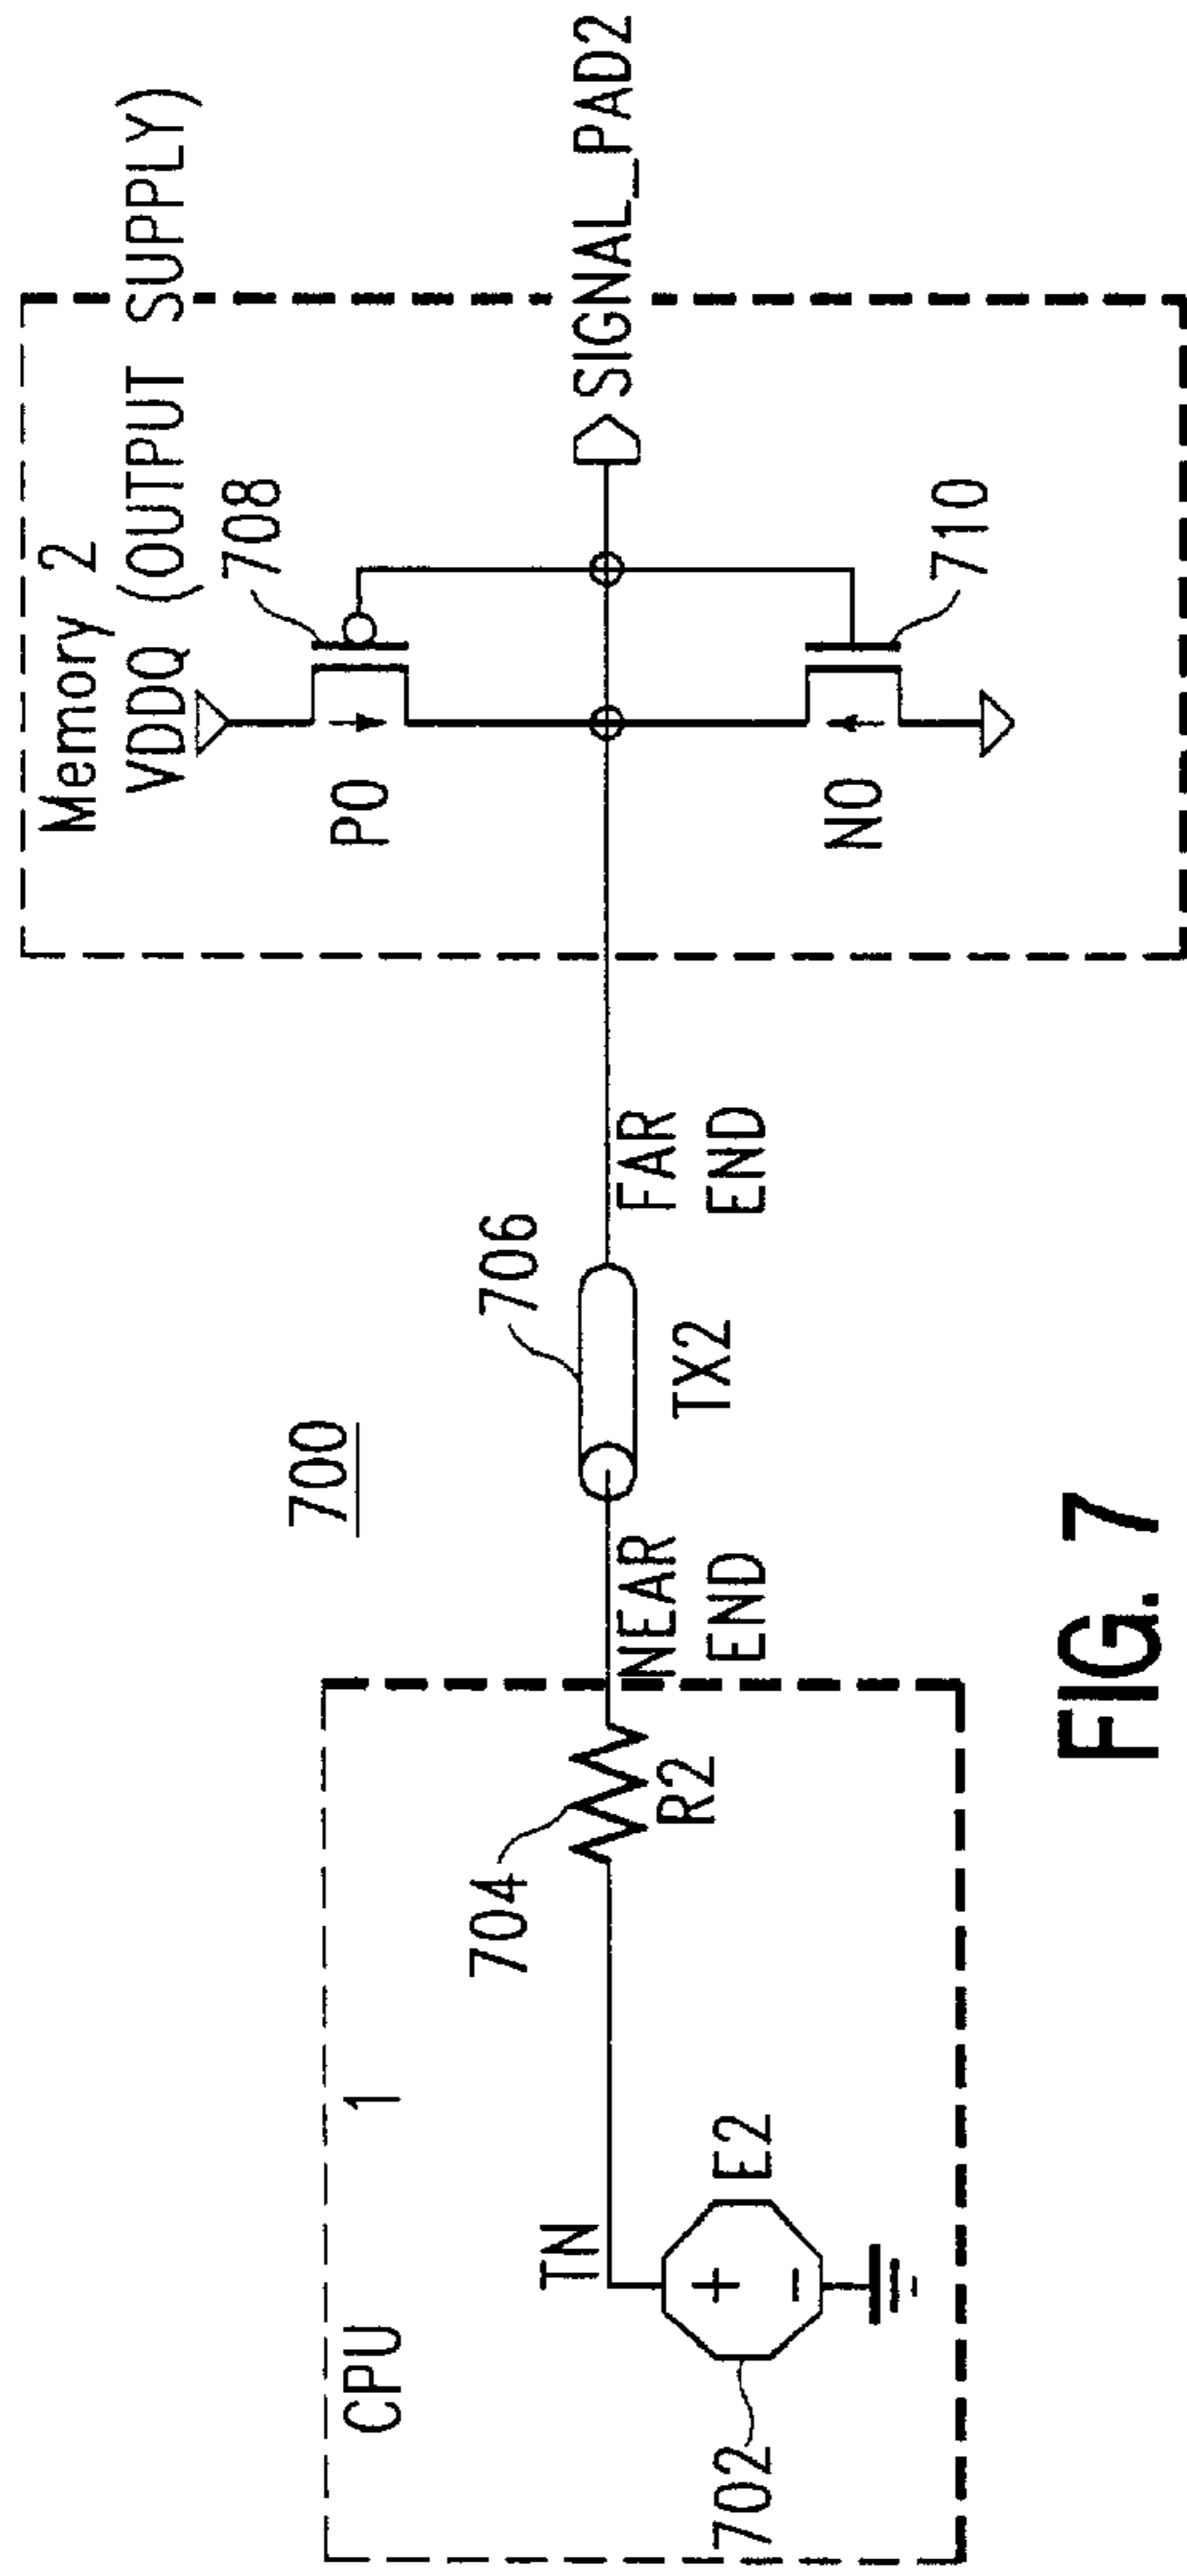 Memory 2
VDDQ (OUTPUT SUPPLY)
708
P0
SIGNAL_PAD2
N0
710
700
706
TX2
FAR
END
NEAR
END
CPU 1
704
R2
TN
+
−
E2
702
FIG. 7